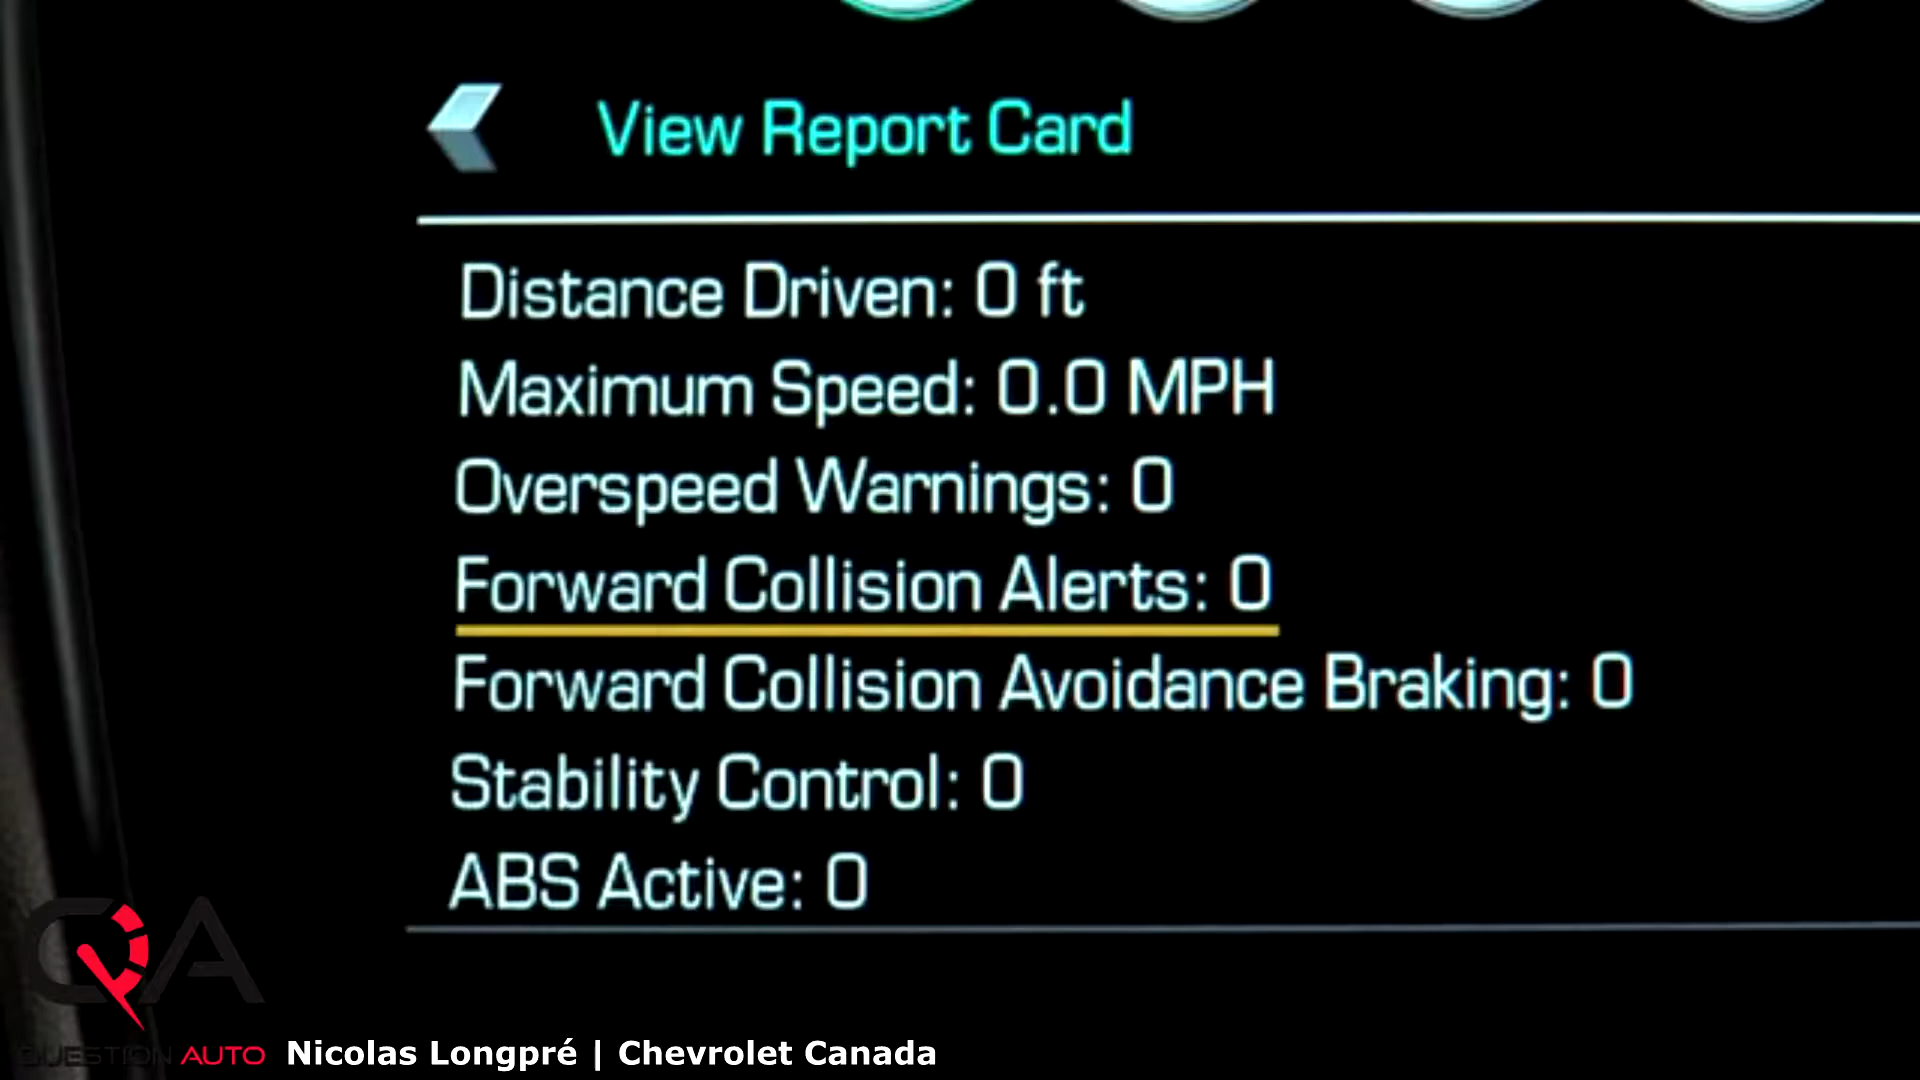 View Report Card
Distance Driven: 0 ft
Maximum Speed: 0.0 MPH
Overspeed Warnings: 0
Forward Collision Alerts: 0
Forward Collision Avoidance Braking: 0
Stability Control: 0
ABS Active: 0
QA
QUESTION AUTO
Nicolas Longpré | Chevrolet Canada